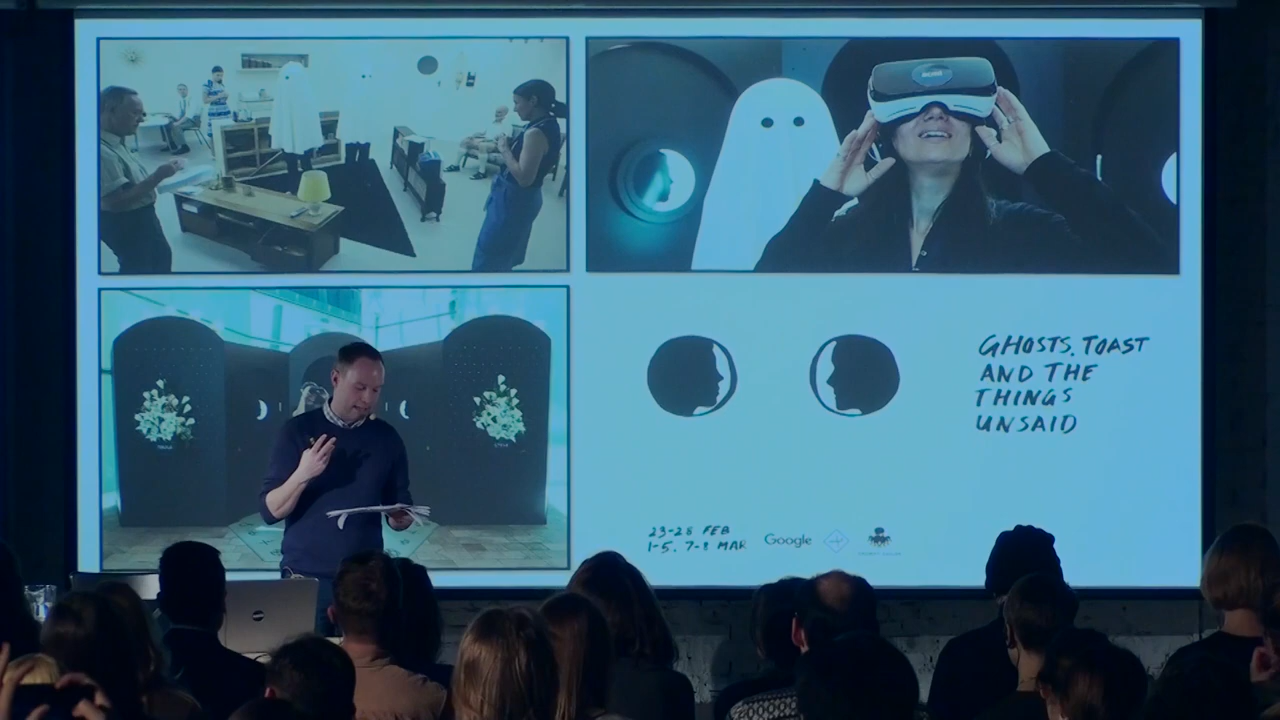 GHOSTS, TOAST
AND THE
THINGS
UNSAID
23-28 FEB
1-5, 7-8 MAR
Google